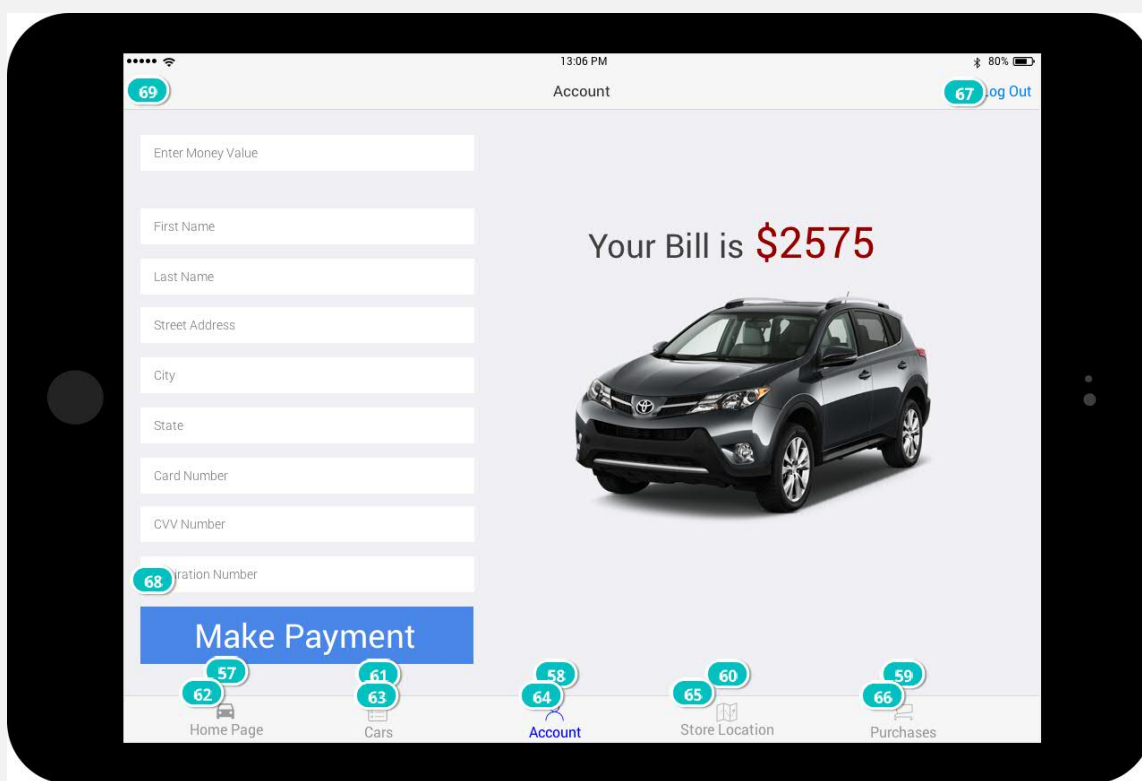 13:06 PM
80%
69
Account
67
og Out
Enter Money Value
First Name
Your Bill is $2575
Last Name
Street Address
City
State
Card Number
CVV Number
68
iration Number
Make Payment
57
61
58
60
59
62
63
64
65
66
Home Page
Cars
Account
Store Location
Purchases